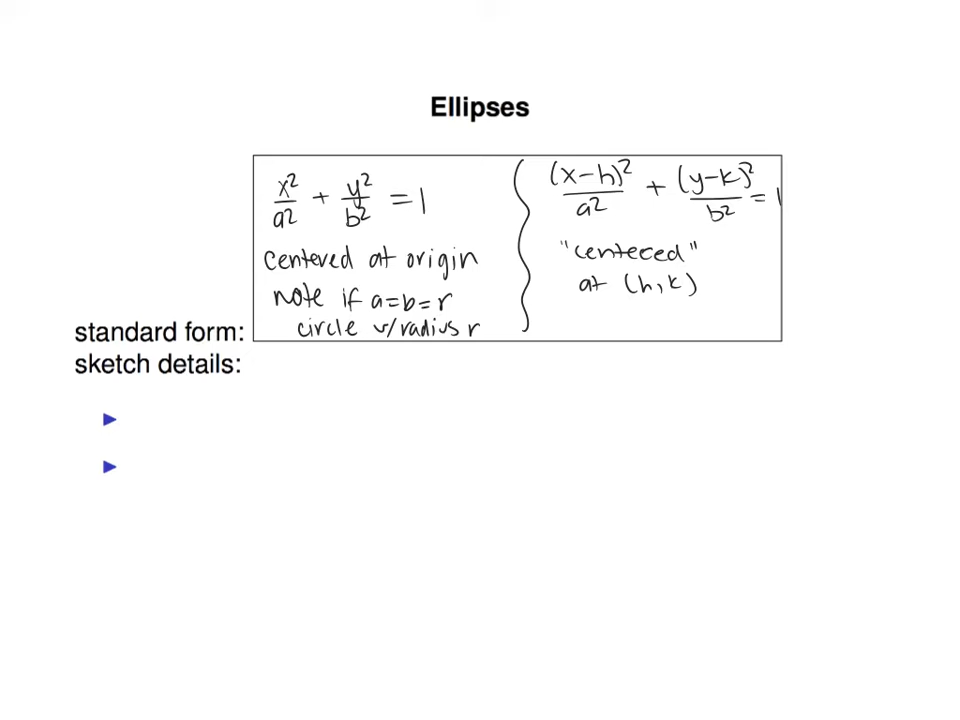 Ellipses
x²/a² + y²/b² = 1
centered at origin
note if a=b=r
circle w/radius r
(x-h)²/a² + (y-k)²/b² = 1
"centered"
at (h,k)
standard form:
sketch details: